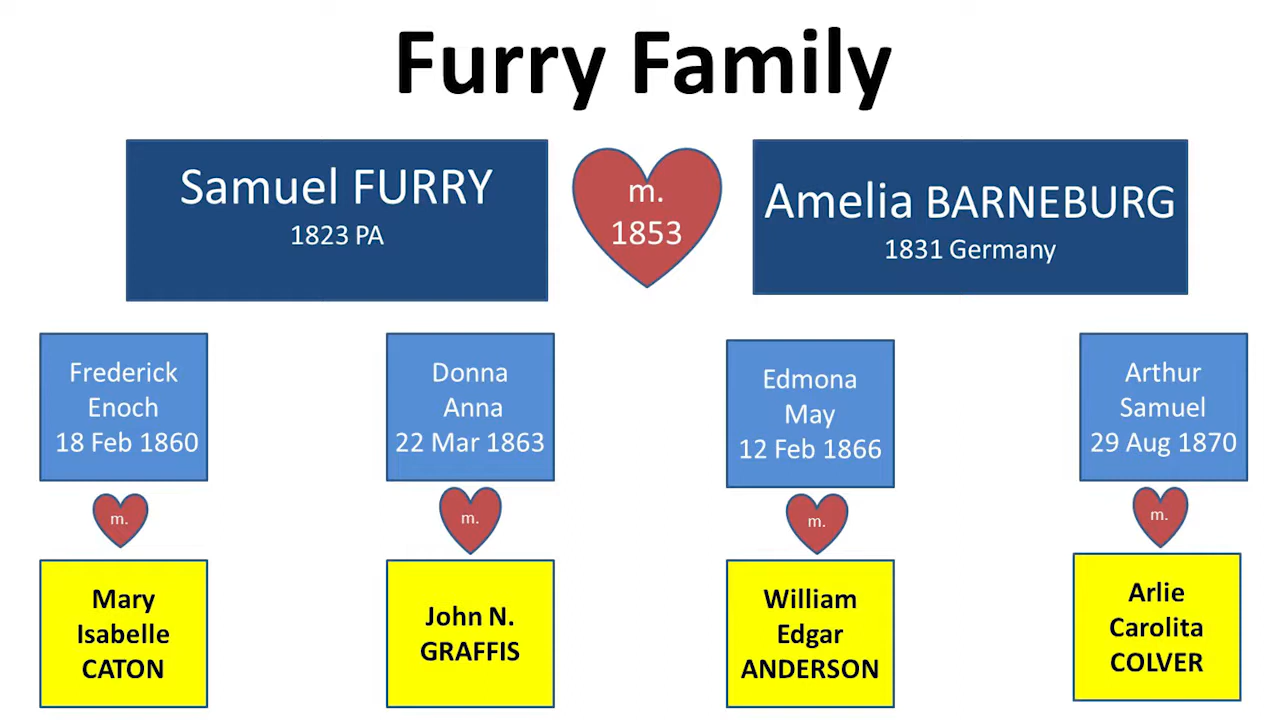 Furry Family
Samuel FURRY
1823 PA
m.
1853
Amelia BARNEBURG
1831 Germany
Frederick
Enoch
18 Feb 1860
Donna
Anna
22 Mar 1863
Edmona
May
12 Feb 1866
Arthur
Samuel
29 Aug 1870
m.
m.
m.
m.
Mary
Isabelle
CATON
John N.
GRAFFIS
William
Edgar
ANDERSON
Arlie
Carolita
COLVER